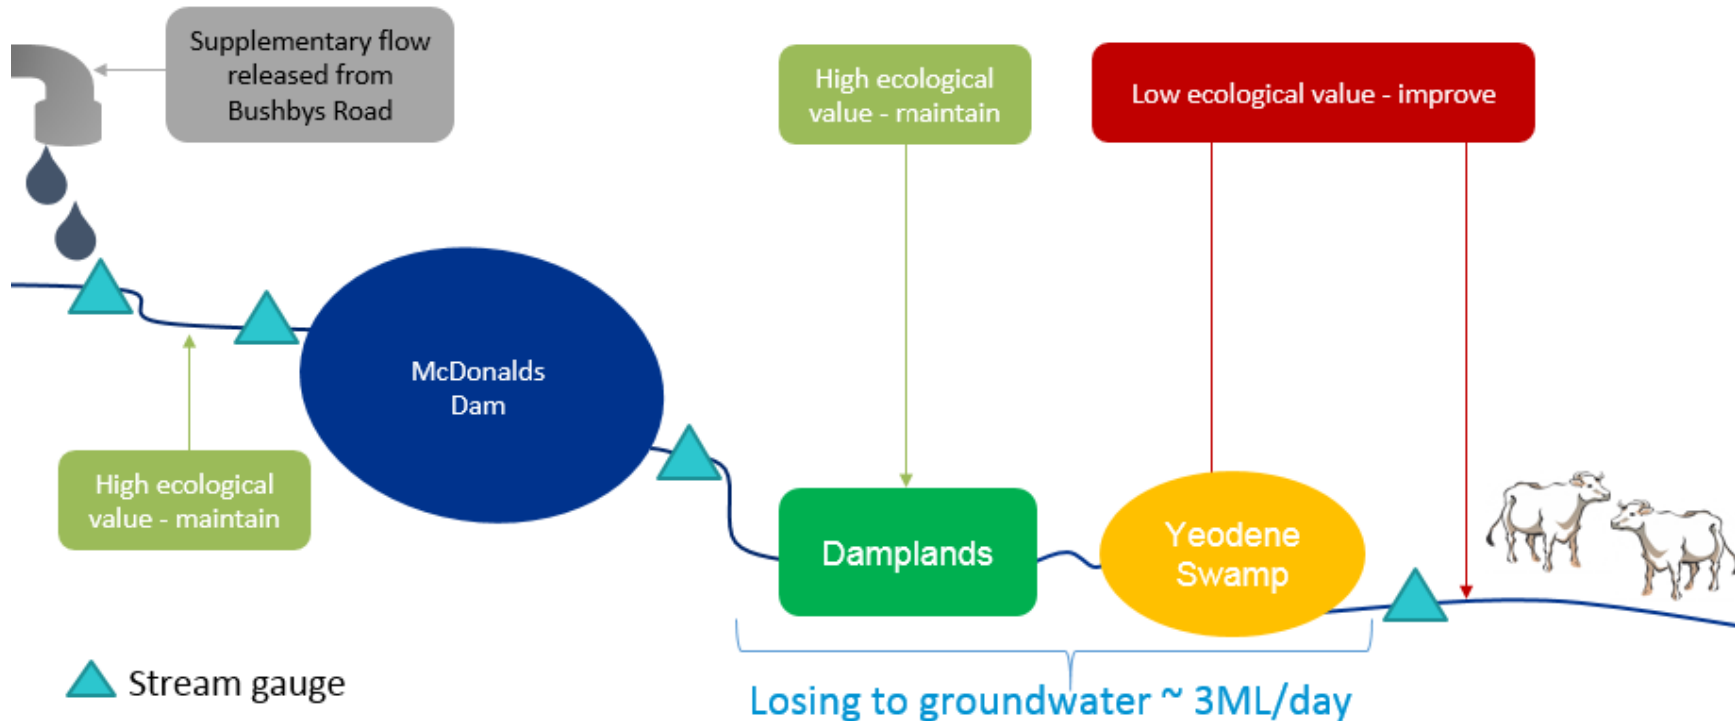 Supplementary flow
released from
Bushbys Road
High ecological
value - maintain
Low ecological value - improve
McDonalds
Dam
High ecological
value - maintain
Damplands
Yeodene
Swamp
Stream gauge
Losing to groundwater ~ 3ML/day